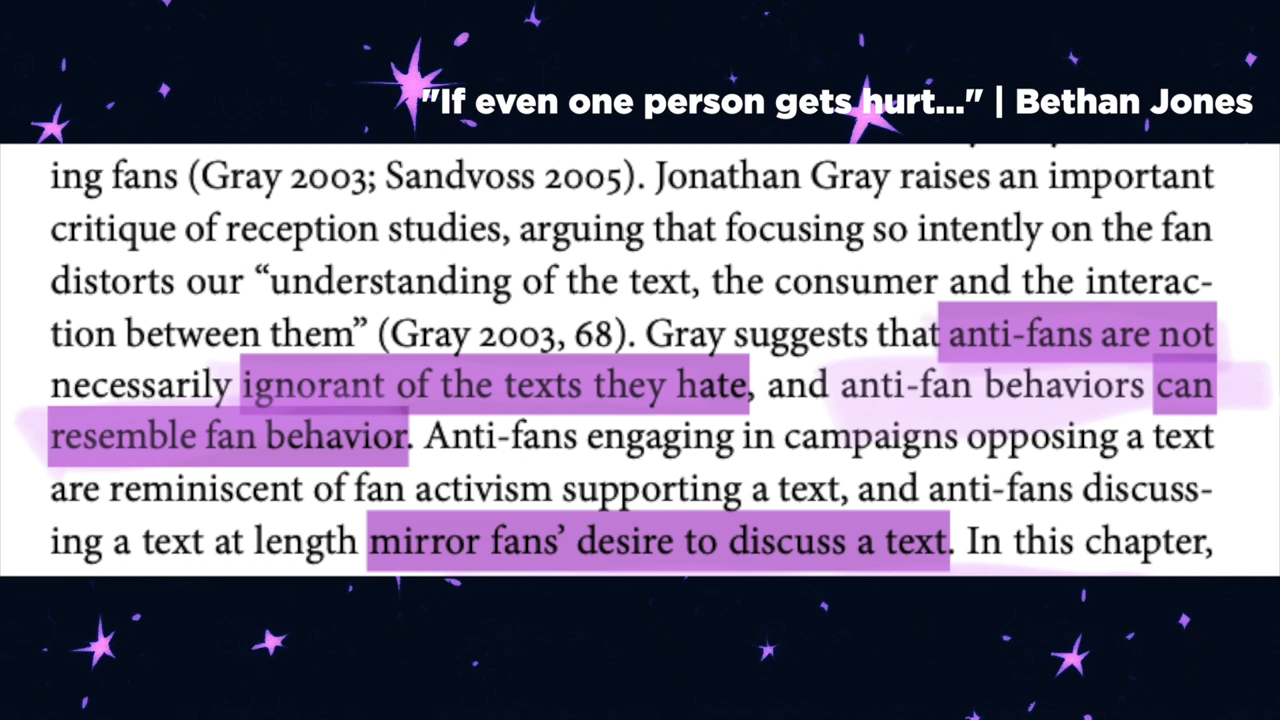 "If even one person gets hurt..." | Bethan Jones
ing fans (Gray 2003; Sandvoss 2005). Jonathan Gray raises an important
critique of reception studies, arguing that focusing so intently on the fan
distorts our “understanding of the text, the consumer and the interac-
tion between them” (Gray 2003, 68). Gray suggests that anti-fans are not
necessarily ignorant of the texts they hate, and anti-fan behaviors can
resemble fan behavior. Anti-fans engaging in campaigns opposing a text
are reminiscent of fan activism supporting a text, and anti-fans discuss-
ing a text at length mirror fans’ desire to discuss a text. In this chapter,